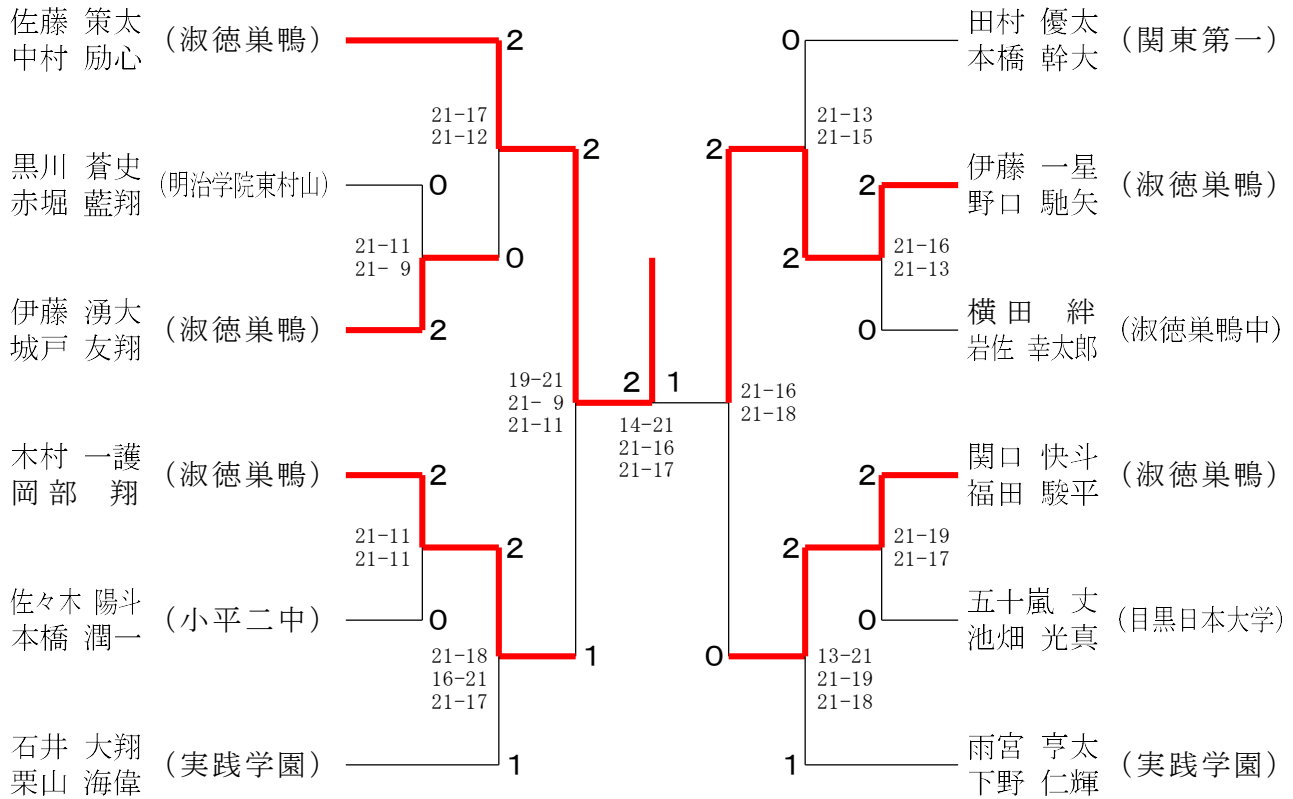 佐藤 策太
中村 励心
(淑徳巣鴨)
2
21-17
21-12
2
黒川 蒼史
赤堀 藍翔
(明治学院東村山)
0
21-11
21- 9
0
伊藤 湧大
城戸 友翔
(淑徳巣鴨)
2
19-21
21- 9
21-11
2
1
14-21
21-16
21-17
木村 一護
岡部 翔
(淑徳巣鴨)
2
21-11
21-11
2
佐々木 陽斗
本橋 潤一
(小平二中)
0
21-18
16-21
21-17
1
石井 大翔
栗山 海偉
(実践学園)
1
0
田村 優太
本橋 幹大
(関東第一)
21-13
21-15
2
2
伊藤 一星
野口 馳矢
(淑徳巣鴨)
2
21-16
21-13
0
横田 絆
岩佐 幸太郎
(淑徳巣鴨中)
21-16
21-18
2
関口 快斗
福田 駿平
(淑徳巣鴨)
2
21-19
21-17
0
五十嵐 丈
池畑 光真
(目黒日本大学)
0
13-21
21-19
21-18
1
雨宮 亨太
下野 仁輝
(実践学園)